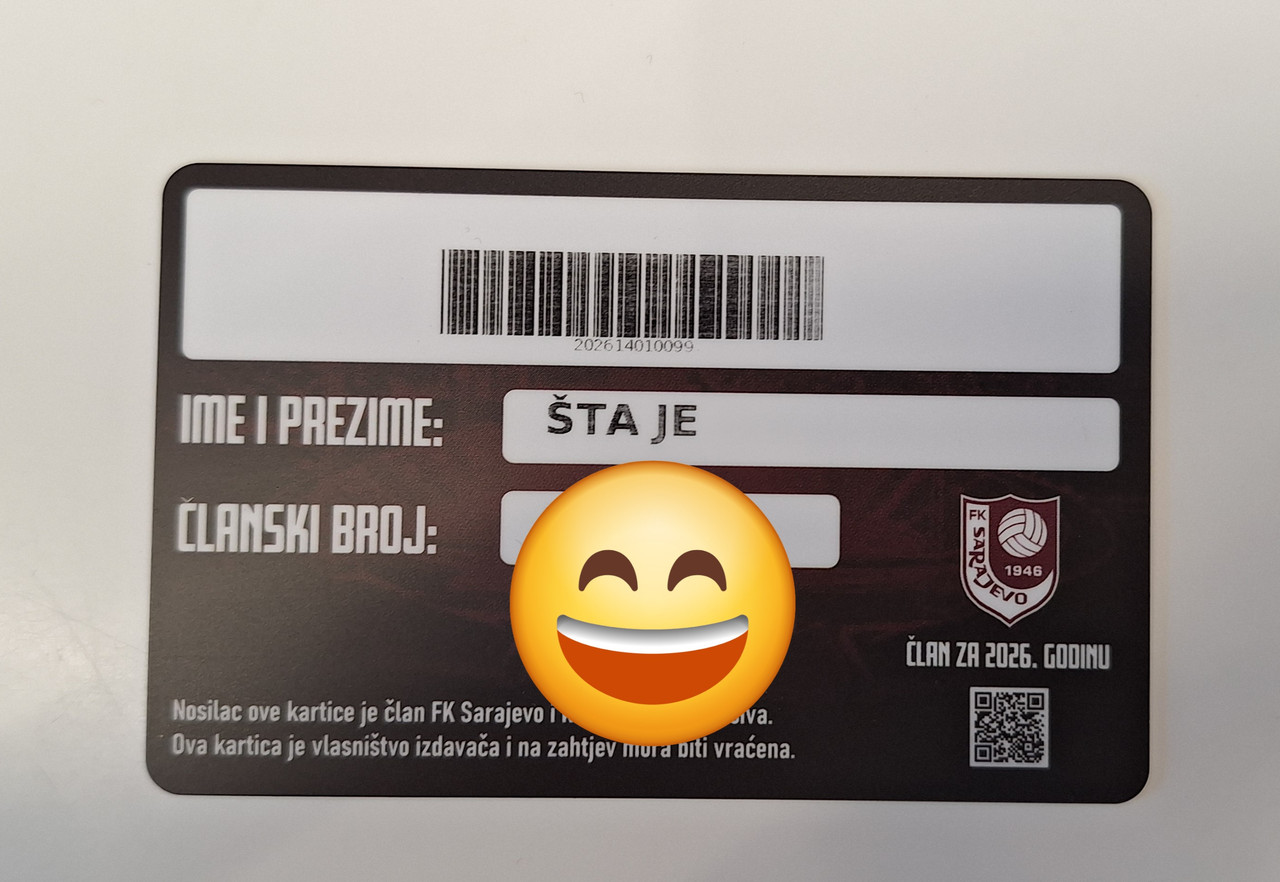 202614010099
IME I PREZIME: ŠTA JE
ČLANSKI BROJ:
FK
SARAJEVO
1946
ČLAN ZA 2026. GODINU
Nosilac ove kartice je član FK Sarajevo i
Ova kartica je vlasništvo izdavača i na zahtjev mora biti vraćena.